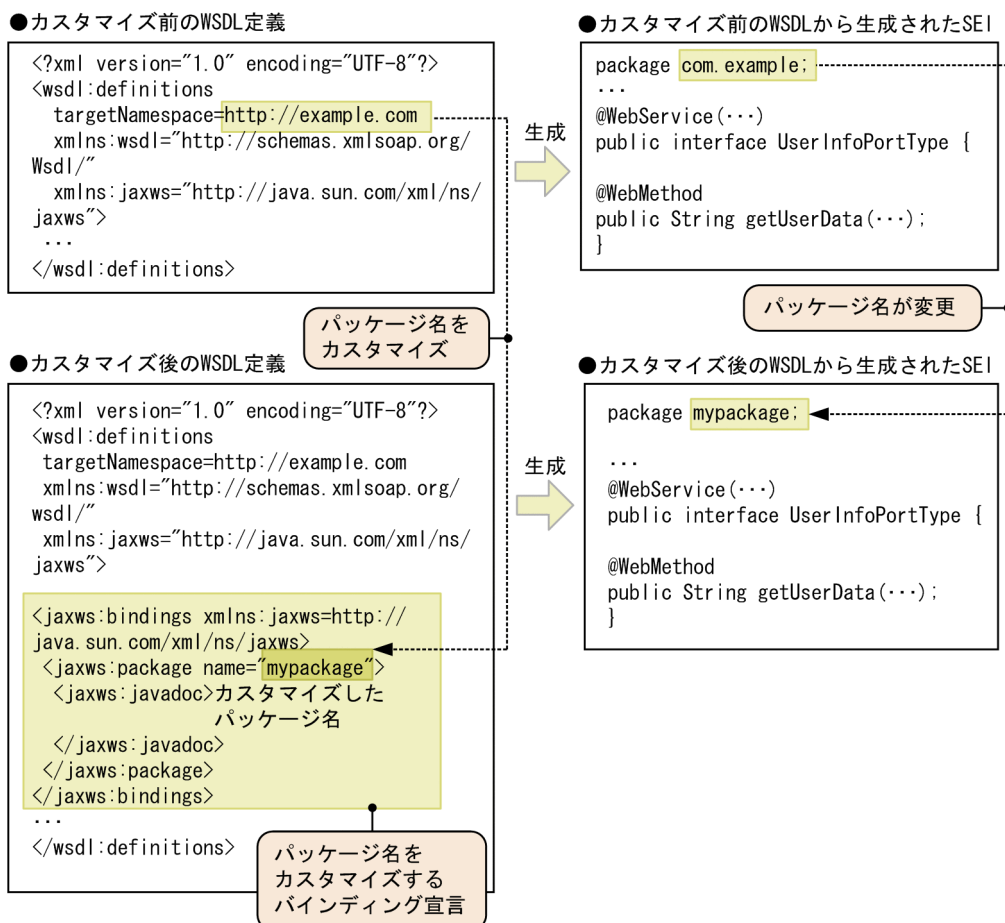 ●カスタマイズ前のWSDL定義
<?xml version="1.0" encoding="UTF-8"?>
<wsdl:definitions
targetNamespace=http://example.com
xmlns:wsdl="http://schemas.xmlsoap.org/
Wsdl/"
xmlns:jaxws="http://java.sun.com/xml/ns/
jaxws">
...
</wsdl:definitions>
生成
●カスタマイズ前のWSDLから生成されたSEI
package com.example;
...
@WebService(···)
public interface UserInfoPortType {
@WebMethod
public String getUserData(···);
}
パッケージ名を
カスタマイズ
パッケージ名が変更
●カスタマイズ後のWSDL定義
<?xml version="1.0" encoding="UTF-8"?>
<wsdl:definitions
targetNamespace=http://example.com
xmlns:wsdl="http://schemas.xmlsoap.org/
wsdl/"
xmlns:jaxws="http://java.sun.com/xml/ns/
jaxws">
<jaxws:bindings xmlns:jaxws=http://
java.sun.com/xml/ns/jaxws>
<jaxws:package name="mypackage">
<jaxws:javadoc>カスタマイズした
パッケージ名
</jaxws:javadoc>
</jaxws:package>
</jaxws:bindings>
...
</wsdl:definitions>
パッケージ名を
カスタマイズする
バインディング宣言
生成
●カスタマイズ後のWSDLから生成されたSEI
package mypackage;
...
@WebService(···)
public interface UserInfoPortType {
@WebMethod
public String getUserData(···);
}